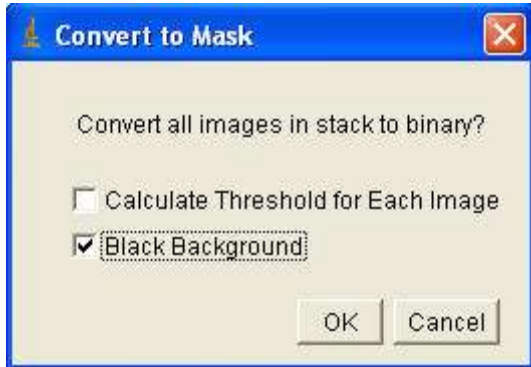 Convert to Mask
Convert all images in stack to binary?
Calculate Threshold for Each Image
Black Background
OK Cancel